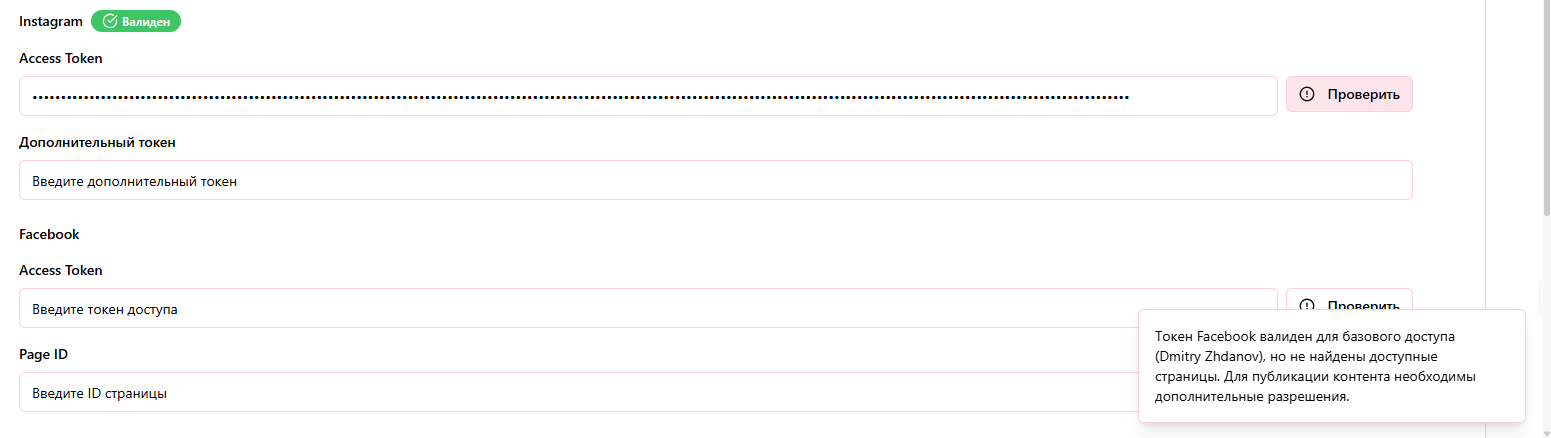 Instagram Валиден
Access Token
Проверить
Дополнительный токен
Введите дополнительный токен
Facebook
Access Token
Введите токен доступа
Проверить
Page ID
Введите ID страницы
Токен Facebook валиден для базового доступа
(Dmitry Zhdanov), но не найдены доступные
страницы. Для публикации контента необходимы
дополнительные разрешения.